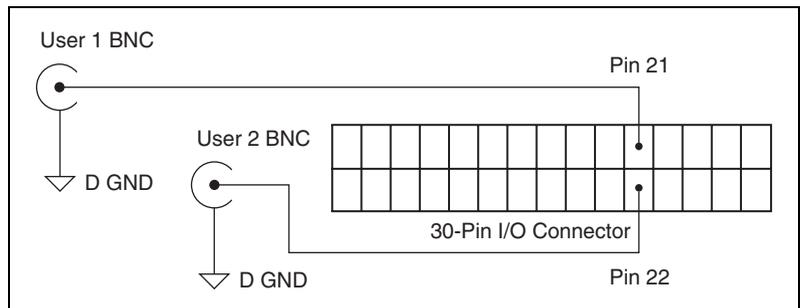 User 1 BNC
Pin 21
User 2 BNC
D GND
30-Pin I/O Connector
D GND
Pin 22